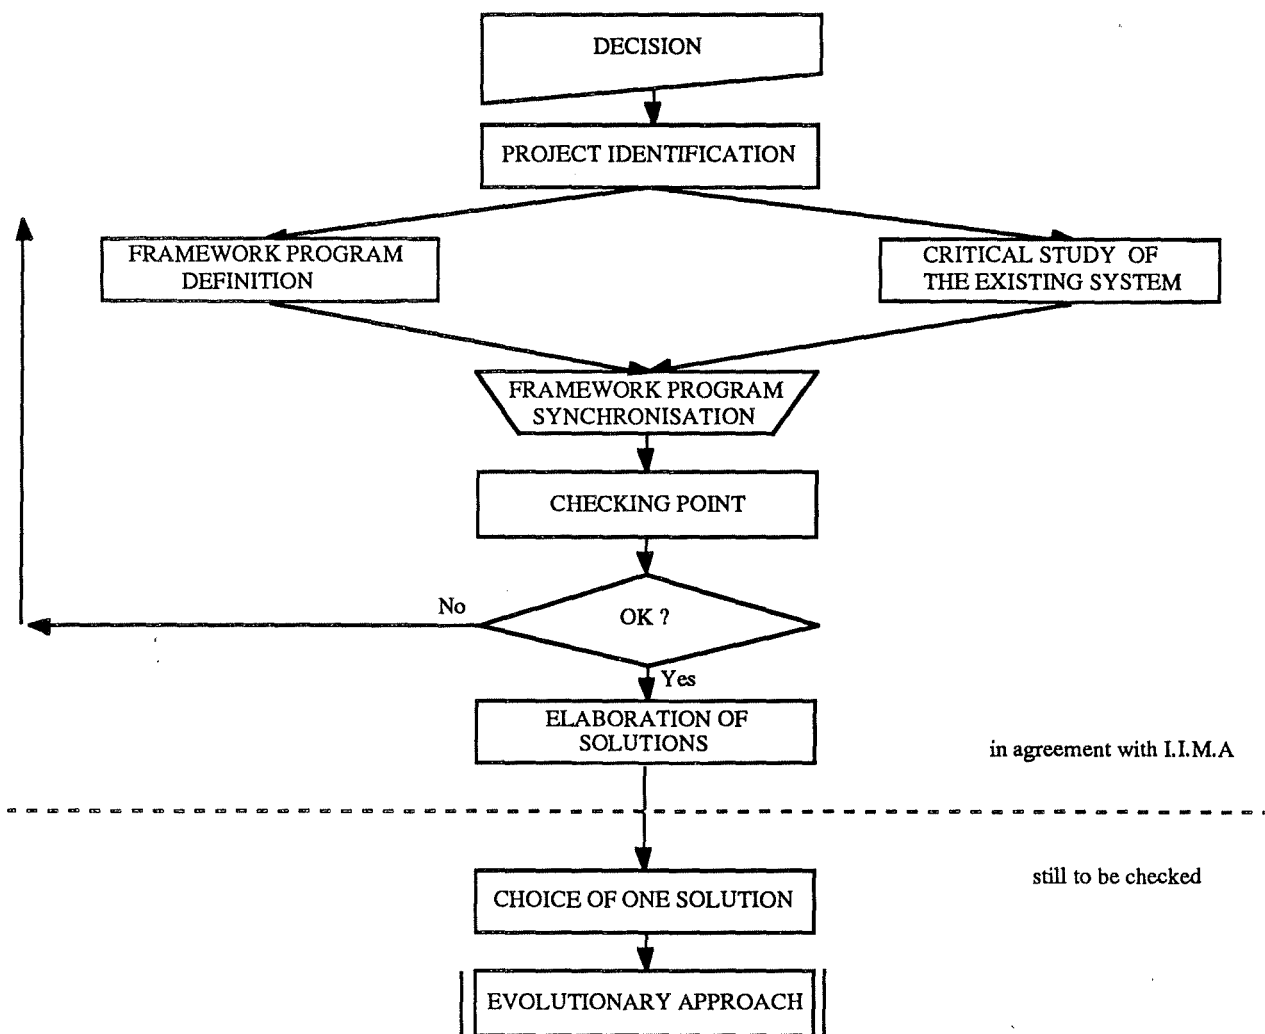 DECISION
PROJECT IDENTIFICATION
FRAMEWORK PROGRAM
DEFINITION
CRITICAL STUDY OF
THE EXISTING SYSTEM
FRAMEWORK PROGRAM
SYNCHRONISATION
CHECKING POINT
No
OK ?
Yes
ELABORATION OF
SOLUTIONS
in agreement with I.I.M.A
still to be checked
CHOICE OF ONE SOLUTION
EVOLUTIONARY APPROACH